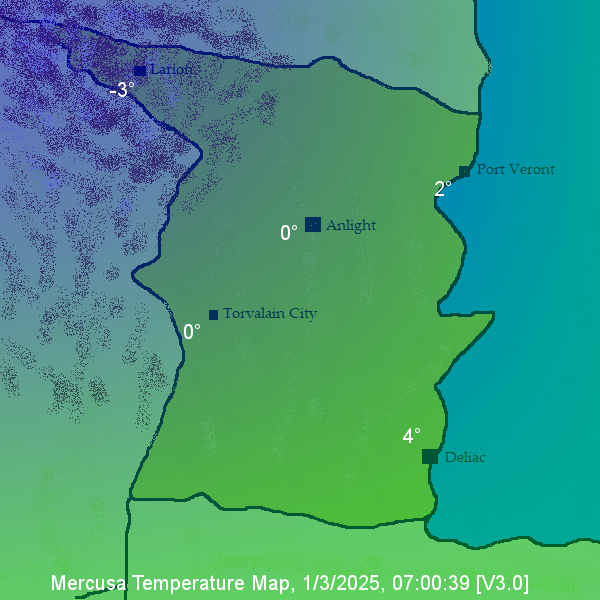 Larion
-3°
Port Veront
2°
Anlight
0°
Torvalain City
0°
4°
Deliac
Mercusa Temperature Map, 1/3/2025, 07:00:39 [V3.0]